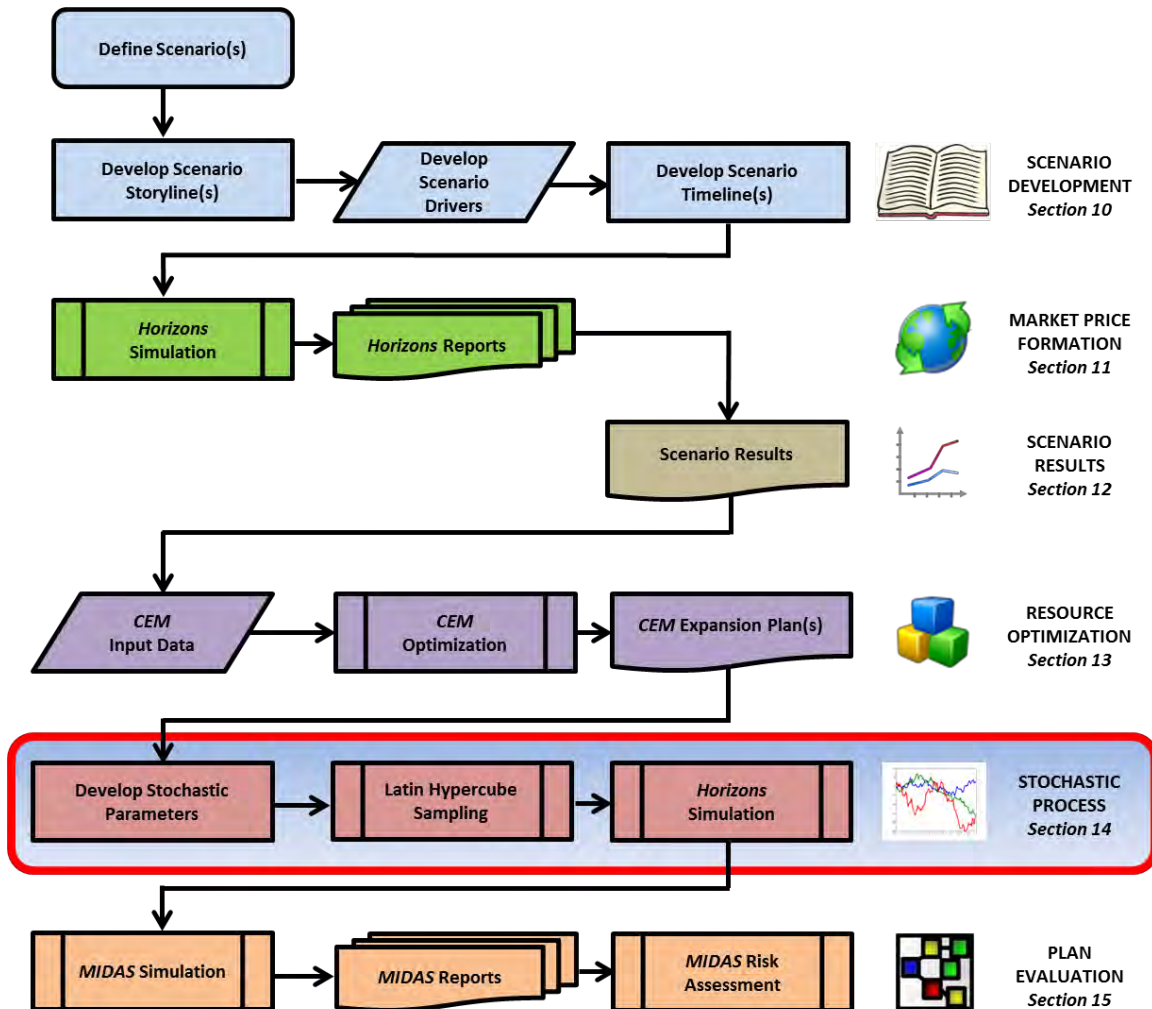 Define Scenario(s)
Develop Scenario
Storyline(s)
Develop
Scenario
Drivers
Develop Scenario
Timeline(s)
SCENARIO
DEVELOPMENT
Section 10
Horizons
Simulation
Horizons Reports
MARKET PRICE
FORMATION
Section 11
Scenario Results
SCENARIO
RESULTS
Section 12
CEM
Input Data
CEM
Optimization
CEM Expansion Plan(s)
RESOURCE
OPTIMIZATION
Section 13
Develop Stochastic
Parameters
Latin Hypercube
Sampling
Horizons
Simulation
STOCHASTIC
PROCESS
Section 14
MIDAS Simulation
MIDAS Reports
MIDAS Risk
Assessment
PLAN
EVALUATION
Section 15